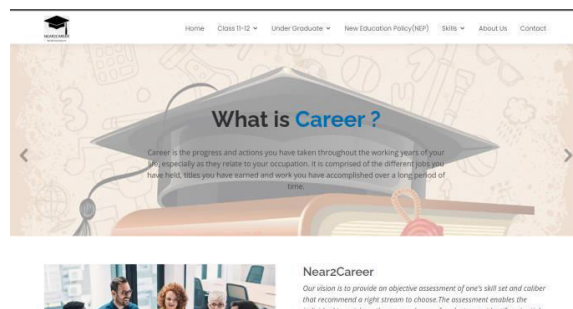 NEAR2CAREER
Home Class 11-12 Under Graduate New Education Policy(NEP) Skills About Us Contact
What is Career ?
Career is the progress and actions you have taken throughout the working years of your
life, especially as they relate to your occupation. It is comprised of the different jobs you
have held, titles you have earned and work you have accomplished over a long period of
time.
Near2Career
Our vision is to provide an objective assessment of one's skill set and caliber
that recommend a right stream to choose.The assessment enables the